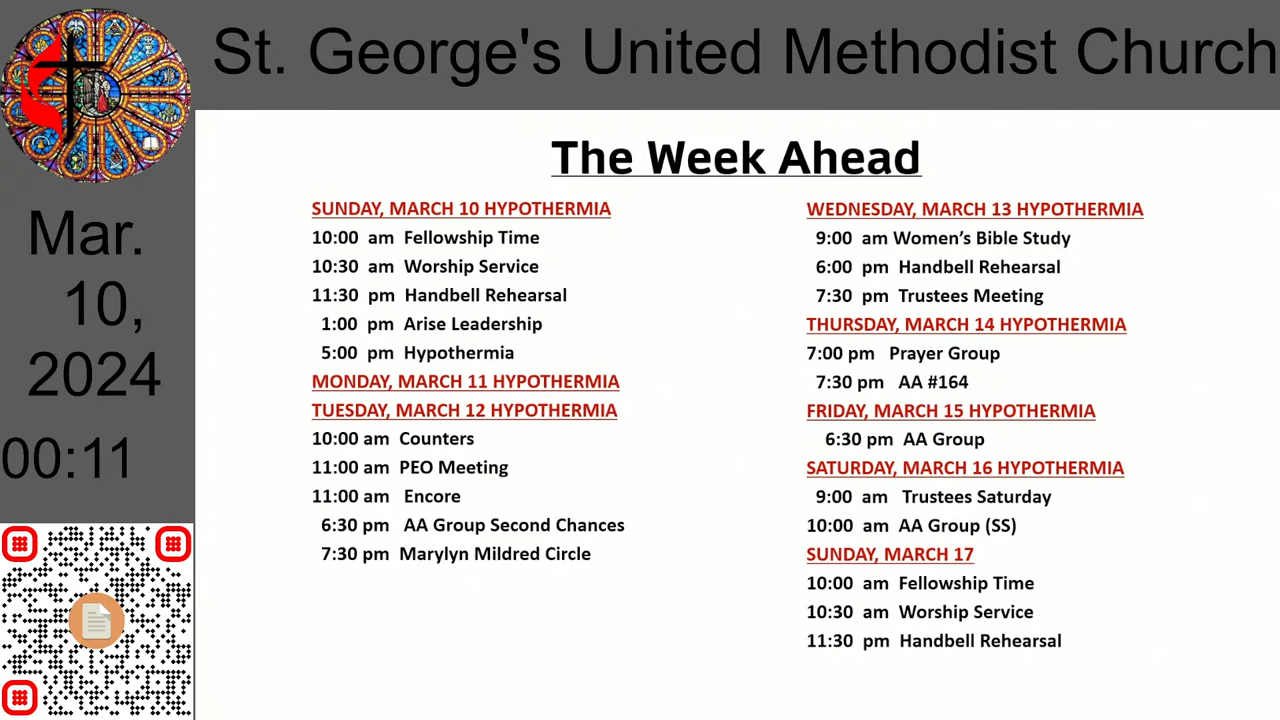 St. George's United Methodist Church
Mar.
10,
2024
00:11
The Week Ahead
SUNDAY, MARCH 10 HYPOTHERMIA
10:00 am Fellowship Time
10:30 am Worship Service
11:30 pm Handbell Rehearsal
1:00 pm Arise Leadership
5:00 pm Hypothermia
MONDAY, MARCH 11 HYPOTHERMIA
TUESDAY, MARCH 12 HYPOTHERMIA
10:00 am Counters
11:00 am PEO Meeting
11:00 am Encore
6:30 pm AA Group Second Chances
7:30 pm Marylyn Mildred Circle
WEDNESDAY, MARCH 13 HYPOTHERMIA
9:00 am Women’s Bible Study
6:00 pm Handbell Rehearsal
7:30 pm Trustees Meeting
THURSDAY, MARCH 14 HYPOTHERMIA
7:00 pm Prayer Group
7:30 pm AA #164
FRIDAY, MARCH 15 HYPOTHERMIA
6:30 pm AA Group
SATURDAY, MARCH 16 HYPOTHERMIA
9:00 am Trustees Saturday
10:00 am AA Group (SS)
SUNDAY, MARCH 17
10:00 am Fellowship Time
10:30 am Worship Service
11:30 pm Handbell Rehearsal